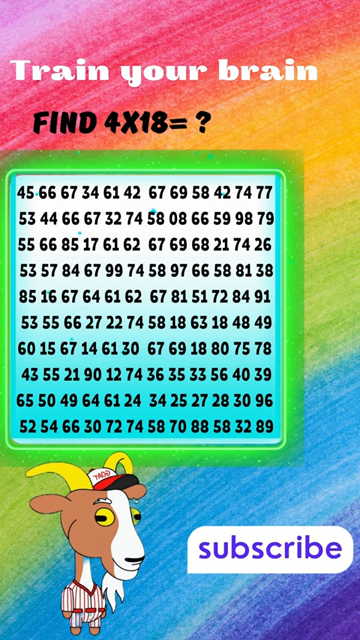 Train your brain
FIND 4X18= ?
45 66 67 34 61 42 67 69 58 42 74 77
53 44 66 67 32 74 58 08 66 59 98 79
55 66 85 17 61 62 67 69 68 21 74 26
53 57 84 67 99 74 58 97 66 58 81 38
85 16 67 64 61 62 67 81 51 72 84 91
53 55 66 27 22 74 58 18 63 18 48 49
60 15 67 14 61 30 67 69 18 80 75 78
43 55 21 90 12 74 36 35 33 56 40 39
65 50 49 64 61 24 34 25 27 28 30 96
52 54 66 30 72 74 58 70 88 58 32 89
subscribe